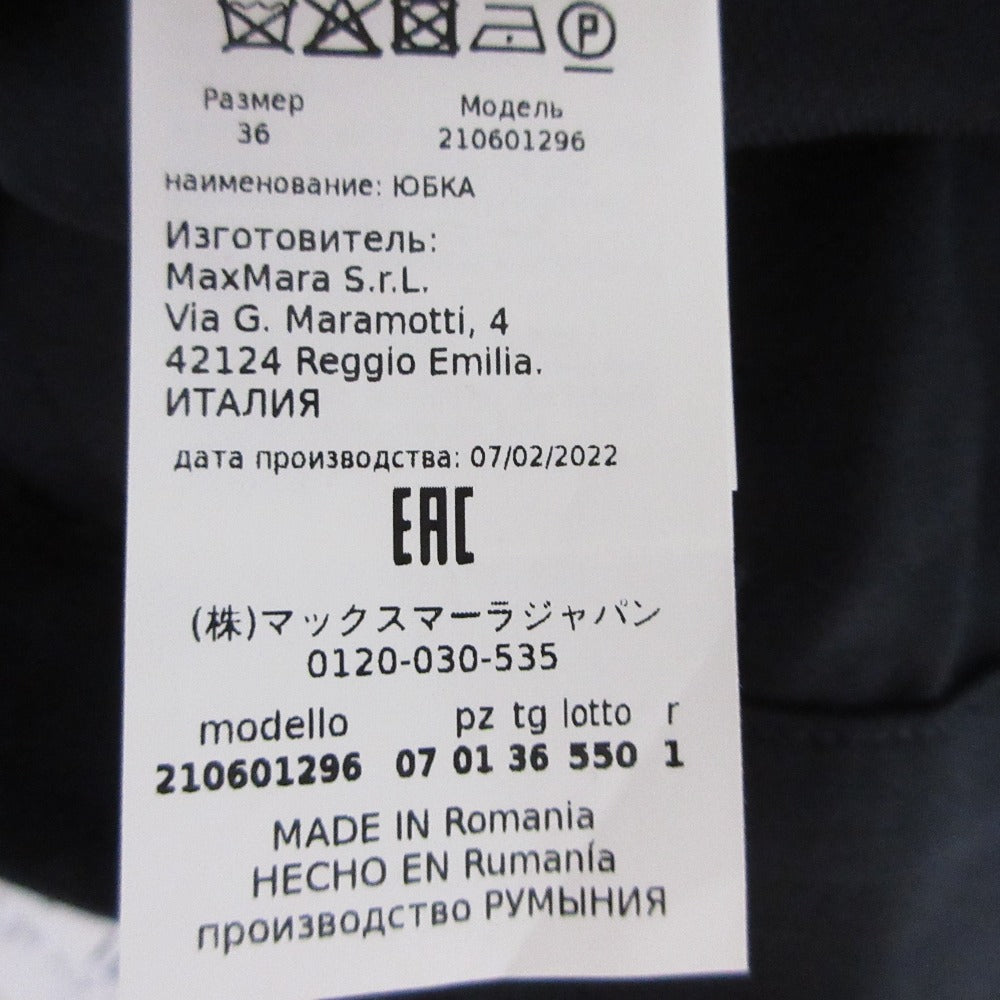 P
Размер Модель
36 210601296
наименование: ЮБКА
Изготовитель:
MaxMara S.r.L.
Via G. Maramotti, 4
42124 Reggio Emilia.
ИТАЛИЯ
дата производства: 07/02/2022
EAC
(株)マックスマーラジャパン
0120-030-535
modello pz tg lotto r
210601296 07 01 36 550 1
MADE IN Romania
HECHO EN Rumanía
производство РУМЫНИЯ